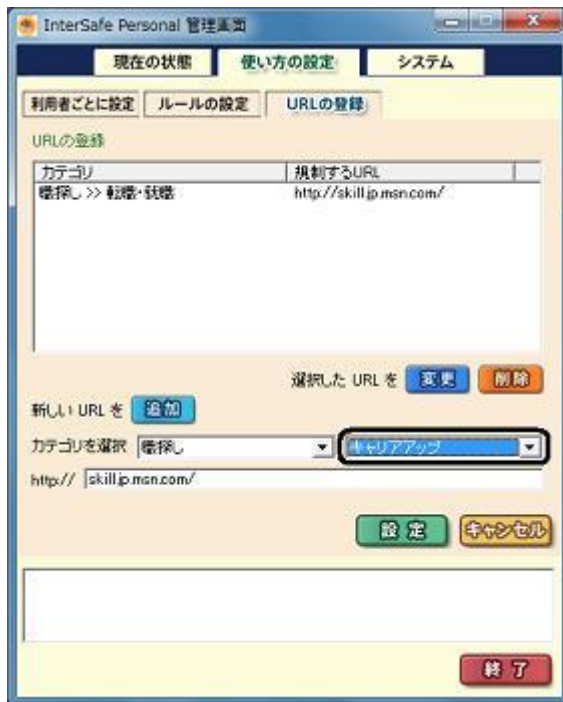 InterSafe Personal 管理画面
現在の状態 使い方の設定 システム
利用者ごとに設定 ルールの設定 URLの登録
URLの登録
カテゴリ 規制するURL
職探し >> 転職・就職 http://skill.jp.msn.com/
選択した URL を 変更 削除
新しい URL を 追加
カテゴリを選択 職探し キャリアアップ
http:// skill.jp.msn.com/
設定 キャンセル
終了